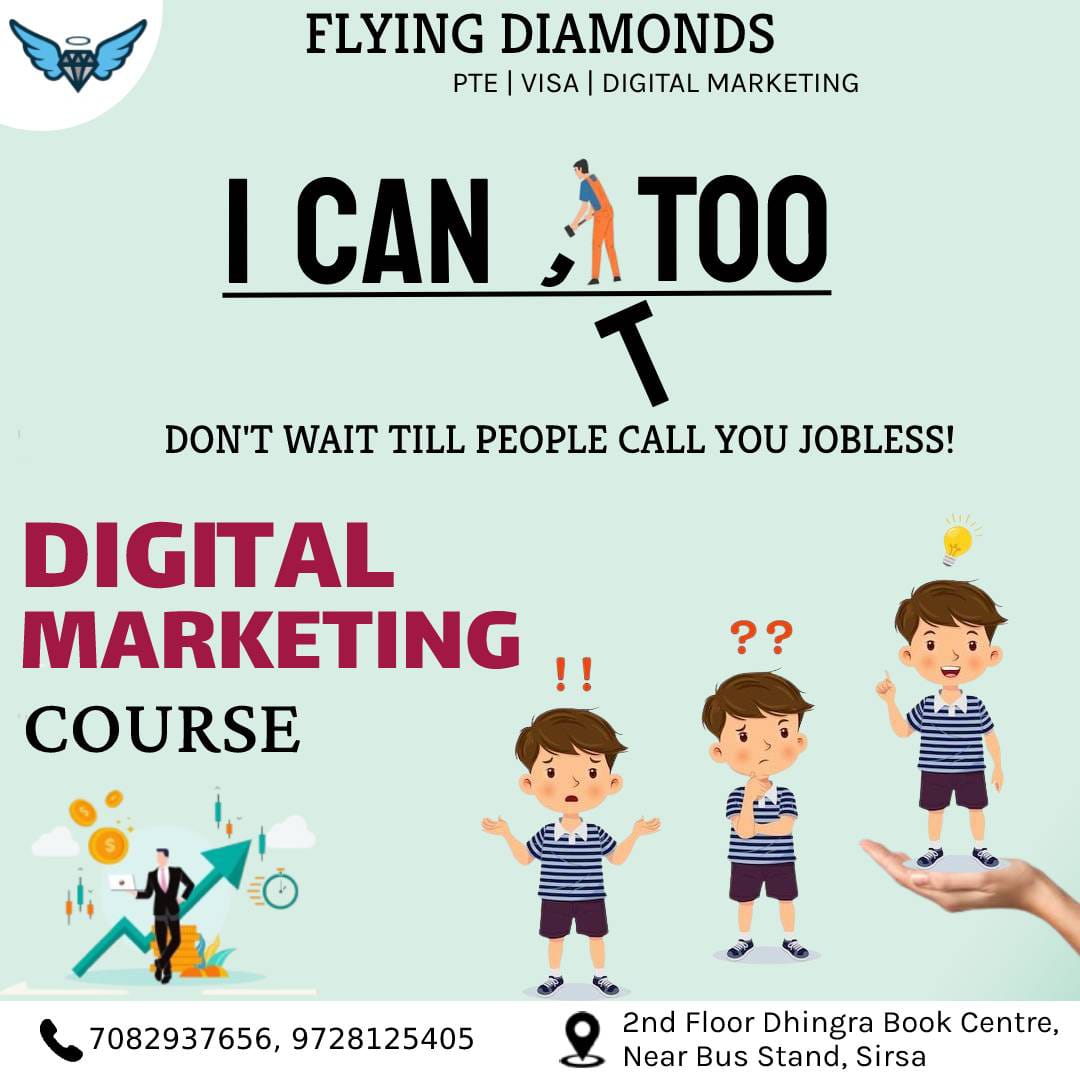 FLYING DIAMONDS
PTE | VISA | DIGITAL MARKETING
I CAN , TOO
T
DON'T WAIT TILL PEOPLE CALL YOU JOBLESS!
DIGITAL
MARKETING
COURSE
!!
??
$
7082937656, 9728125405
2nd Floor Dhingra Book Centre,
Near Bus Stand, Sirsa